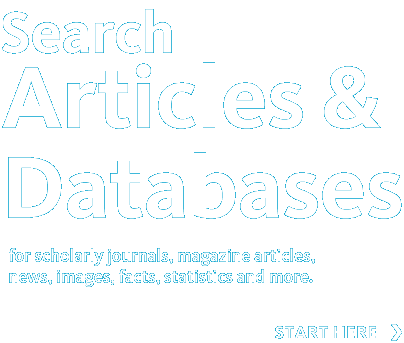 Search
Articles &
Databases
for scholarly journals, magazine articles,
news, images, facts, statistics and more.
START HERE